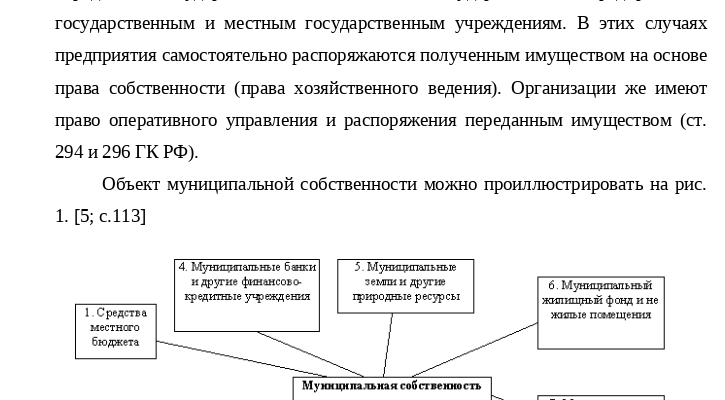 государственным и местным государственным учреждениям. В этих случаях
предприятия самостоятельно распоряжаются полученным имуществом на основе
права собственности (права хозяйственного ведения). Организации же имеют
право оперативного управления и распоряжения переданным имуществом (ст.
294 и 296 ГК РФ).
Объект муниципальной собственности можно проиллюстрировать на рис.
1. [5; с.113]
4. Муниципальные банки
и другие финансово-
кредитные учреждения
5. Муниципальные
земли и другие
природные ресурсы
6. Муниципальный
жилищный фонд и не
жилые помещения
1. Средства
местного
бюджета
Муниципальная собственность